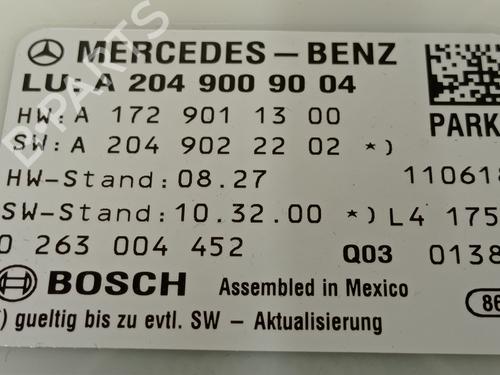 MERCEDES-BENZ
LU: A 204 900 90 04
HW: A 172 901 13 00
PARK
SW: A 204 902 22 02 *)
HW-Stand: 08.27
110618
SW-Stand: 10.32.00 *) L4 175
0 263 004 452
Q03 0138
BOSCH Assembled in Mexico
86
*) gueltig bis zu evtl. SW - Aktualisierung